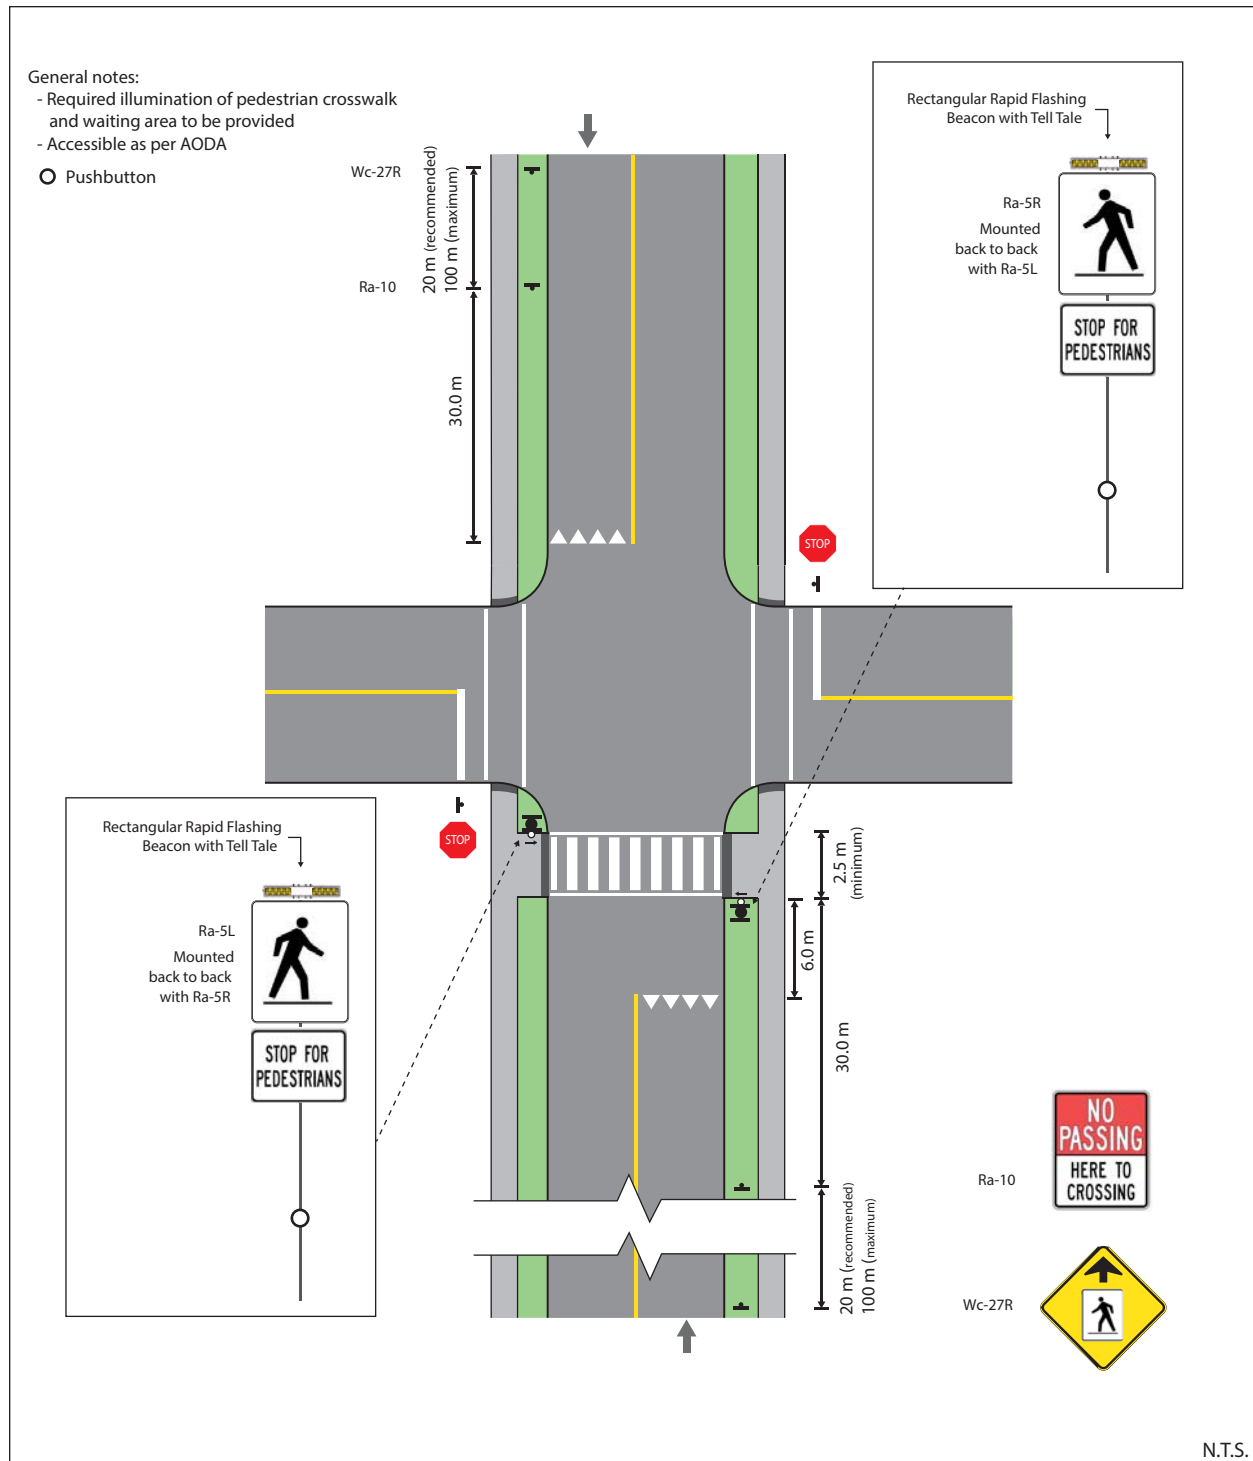 General notes:
- Required illumination of pedestrian crosswalk
and waiting area to be provided
- Accessible as per AODA
Pushbutton
Wc-27R
Ra-10
20 m (recommended)
100 m (maximum)
30.0 m
Rectangular Rapid Flashing
Beacon with Tell Tale
Ra-5R
Mounted
back to back
with Ra-5L
STOP FOR
PEDESTRIANS
STOP
STOP
Rectangular Rapid Flashing
Beacon with Tell Tale
Ra-5L
Mounted
back to back
with Ra-5R
STOP FOR
PEDESTRIANS
2.5 m
(minimum)
6.0 m
30.0 m
20 m (recommended)
100 m (maximum)
Ra-10
NO
PASSING
HERE TO
CROSSING
Wc-27R
N.T.S.